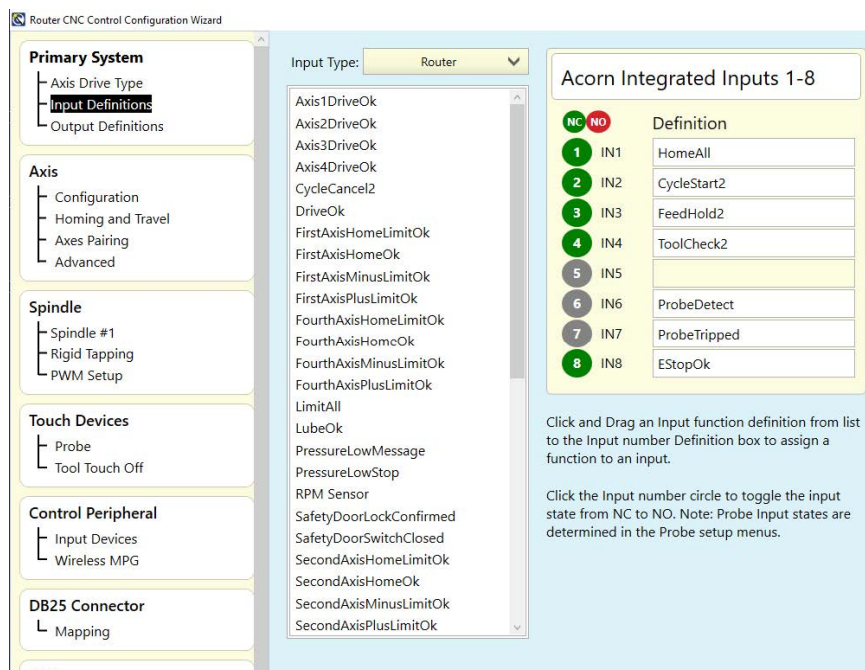 Router CNC Control Configuration Wizard
Primary System
Axis Drive Type
Input Definitions
Output Definitions
Axis
Configuration
Homing and Travel
Axes Pairing
Advanced
Spindle
Spindle #1
Rigid Tapping
PWM Setup
Touch Devices
Probe
Tool Touch Off
Control Peripheral
Input Devices
Wireless MPG
DB25 Connector
Mapping
Input Type: Router
Axis1DriveOk
Axis2DriveOk
Axis3DriveOk
Axis4DriveOk
CycleCancel2
DriveOk
FirstAxisHomeLimitOk
FirstAxisHomeOk
FirstAxisMinusLimitOk
FirstAxisPlusLimitOk
FourthAxisHomeLimitOk
FourthAxisHomeOk
FourthAxisMinusLimitOk
FourthAxisPlusLimitOk
LimitAll
LubeOk
PressureLowMessage
PressureLowStop
RPM Sensor
SafetyDoorLockConfirmed
SafetyDoorSwitchClosed
SecondAxisHomeLimitOk
SecondAxisHomeOk
SecondAxisMinusLimitOk
SecondAxisPlusLimitOk
Acorn Integrated Inputs 1-8
NC NO Definition
1 IN1 HomeAll
2 IN2 CycleStart2
3 IN3 FeedHold2
4 IN4 ToolCheck2
5 IN5
6 IN6 ProbeDetect
7 IN7 ProbeTripped
8 IN8 EStopOk
Click and Drag an Input function definition from list
to the Input number Definition box to assign a
function to an input.
Click the Input number circle to toggle the input
state from NC to NO. Note: Probe Input states are
determined in the Probe setup menus.